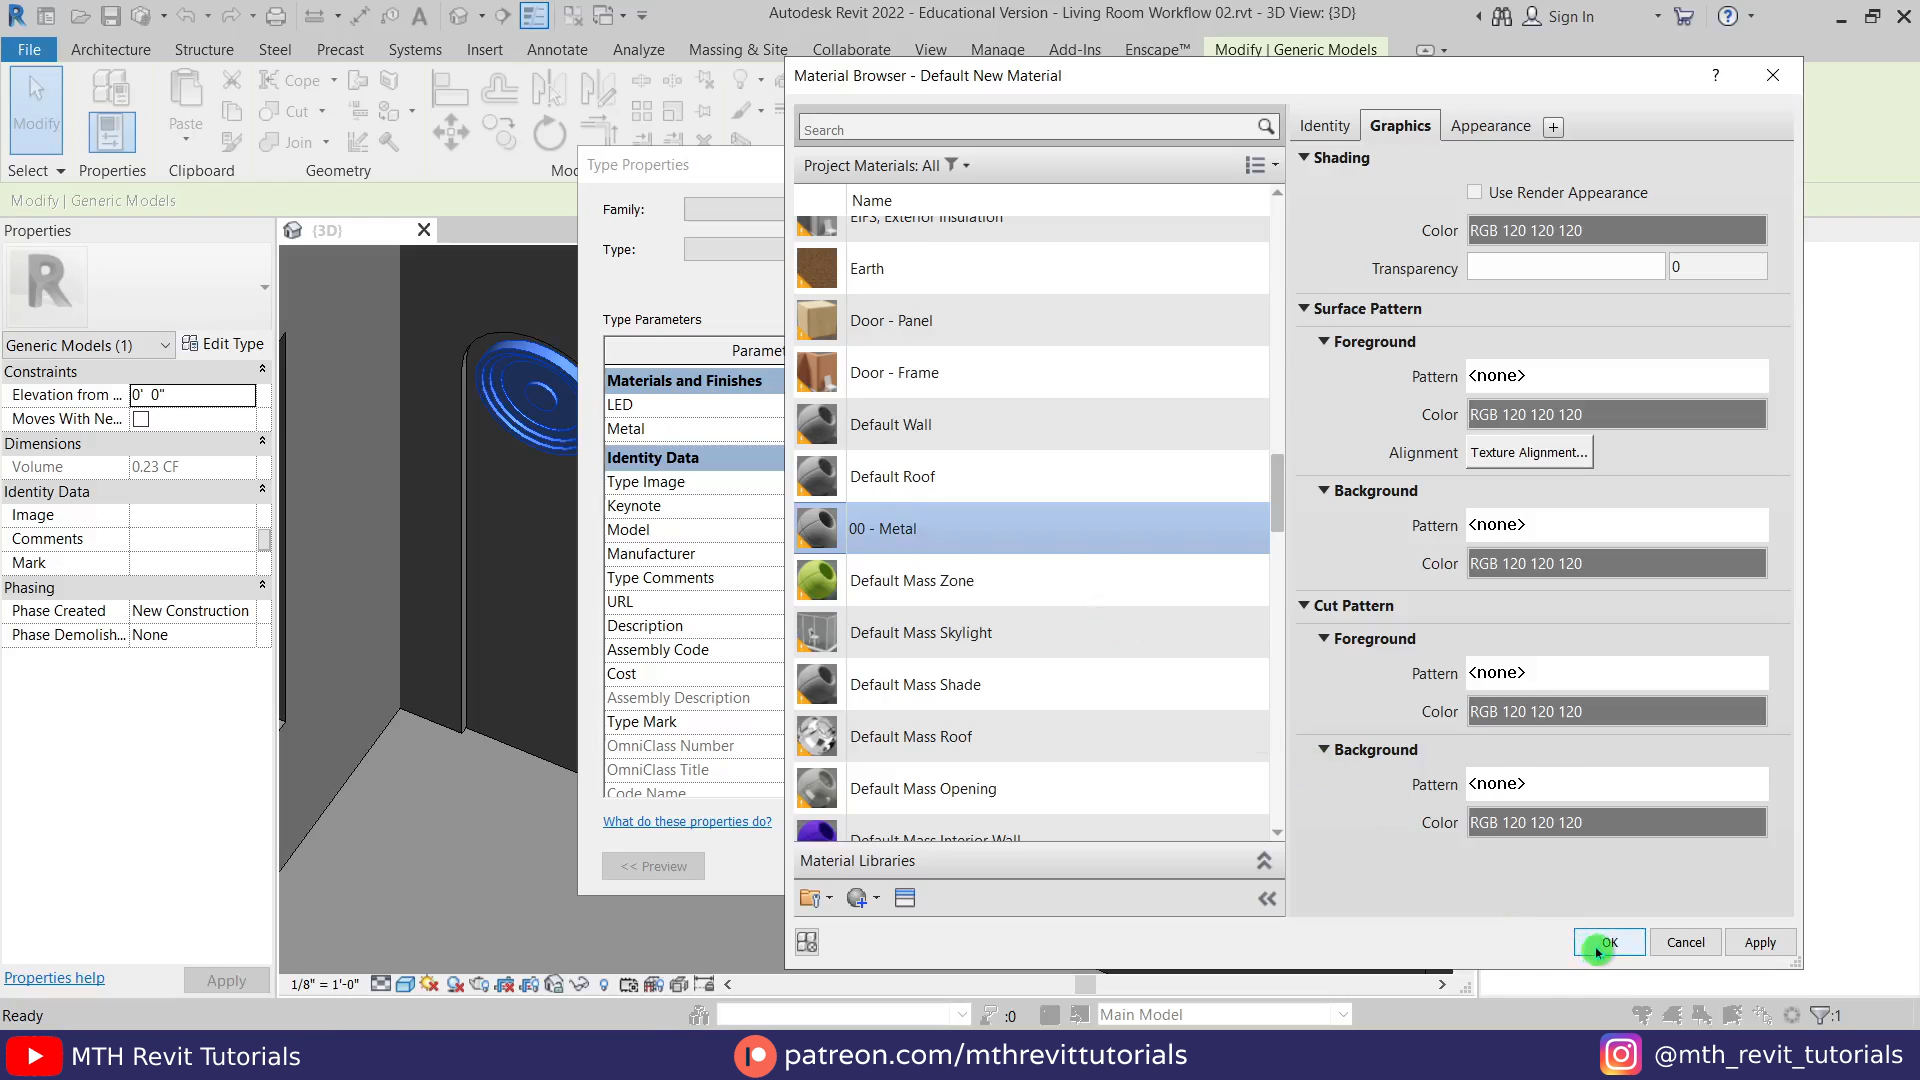 Autodesk Revit 2022 - Educational Version - Living Room Workflow 02.rvt - 3D View: {3D}
Sign In
File
Architecture
Structure
Steel
Precast
Systems
Insert
Annotate
Analyze
Massing & Site
Collaborate
View
Manage
Add-Ins
Enscape™
Modify | Generic Models
Modify
Cope
Cut
Join
Paste
Select
Properties
Clipboard
Geometry
Modify | Generic Models
Properties
{3D}
Generic Models (1)
Edit Type
Constraints
Elevation from ...
0' 0"
Moves With Ne...
Dimensions
Volume
0.23 CF
Identity Data
Image
Comments
Mark
Phasing
Phase Created
New Construction
Phase Demolish...
None
Properties help
Apply
Type Properties
Family:
Type:
Type Parameters
Materials and Finishes
LED
Metal
Identity Data
Type Image
Keynote
Model
Manufacturer
Type Comments
URL
Description
Assembly Code
Cost
Assembly Description
Type Mark
OmniClass Number
OmniClass Title
Code Name
What do these properties do?
<< Preview
Material Browser - Default New Material
?
Search
Project Materials: All
Name
EIFS, Exterior Insulation
Earth
Door - Panel
Door - Frame
Default Wall
Default Roof
00 - Metal
Default Mass Zone
Default Mass Skylight
Default Mass Shade
Default Mass Roof
Default Mass Opening
Default Mass Interior Wall
Material Libraries
Identity
Graphics
Appearance
Shading
Use Render Appearance
Color
RGB 120 120 120
Transparency
0
Surface Pattern
Foreground
Pattern
<none>
Color
RGB 120 120 120
Alignment
Texture Alignment...
Background
Pattern
<none>
Color
RGB 120 120 120
Cut Pattern
Foreground
Pattern
<none>
Color
RGB 120 120 120
Background
Pattern
<none>
Color
RGB 120 120 120
OK
Cancel
Apply
1/8" = 1'-0"
Ready
:0
Main Model
:1
MTH Revit Tutorials
patreon.com/mthrevittutorials
@mth_revit_tutorials